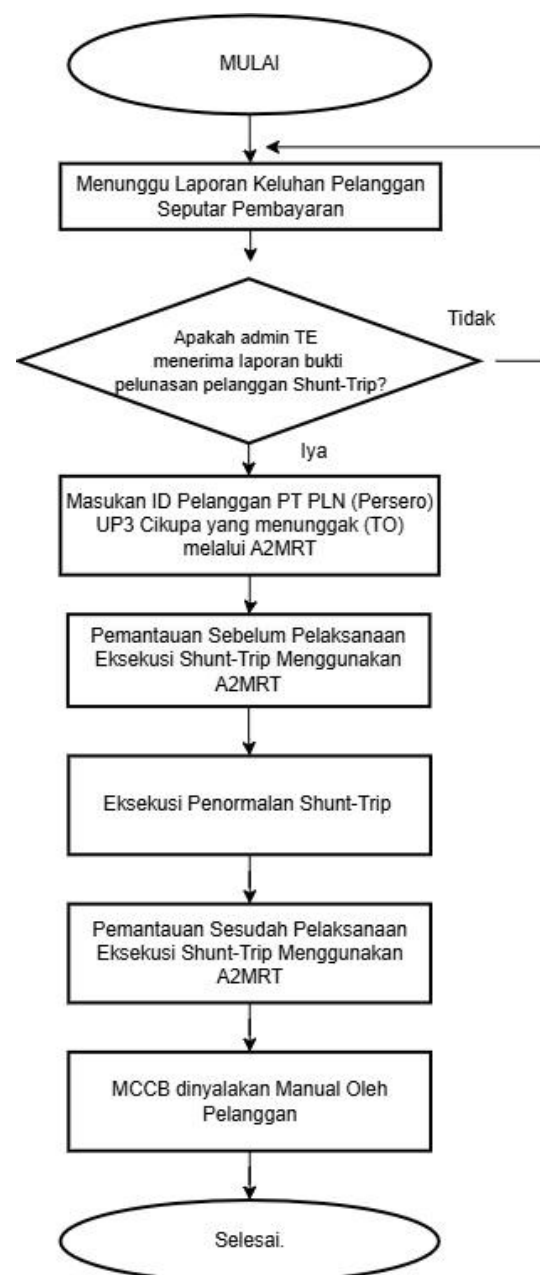 MULAI
Menunggu Laporan Keluhan Pelanggan
Seputar Pembayaran
Tidak
Apakah admin TE
menerima laporan bukti
pelunasan pelanggan Shunt-Trip?
Iya
Masukan ID Pelanggan PT PLN (Persero)
UP3 Cikupa yang menunggak (TO)
melalui A2MRT
Pemantauan Sebelum Pelaksanaan
Eksekusi Shunt-Trip Menggunakan
A2MRT
Eksekusi Penormalan Shunt-Trip
Pemantauan Sesudah Pelaksanaan
Eksekusi Shunt-Trip Menggunakan
A2MRT
MCCB dinyalakan Manual Oleh
Pelanggan
Selesai.